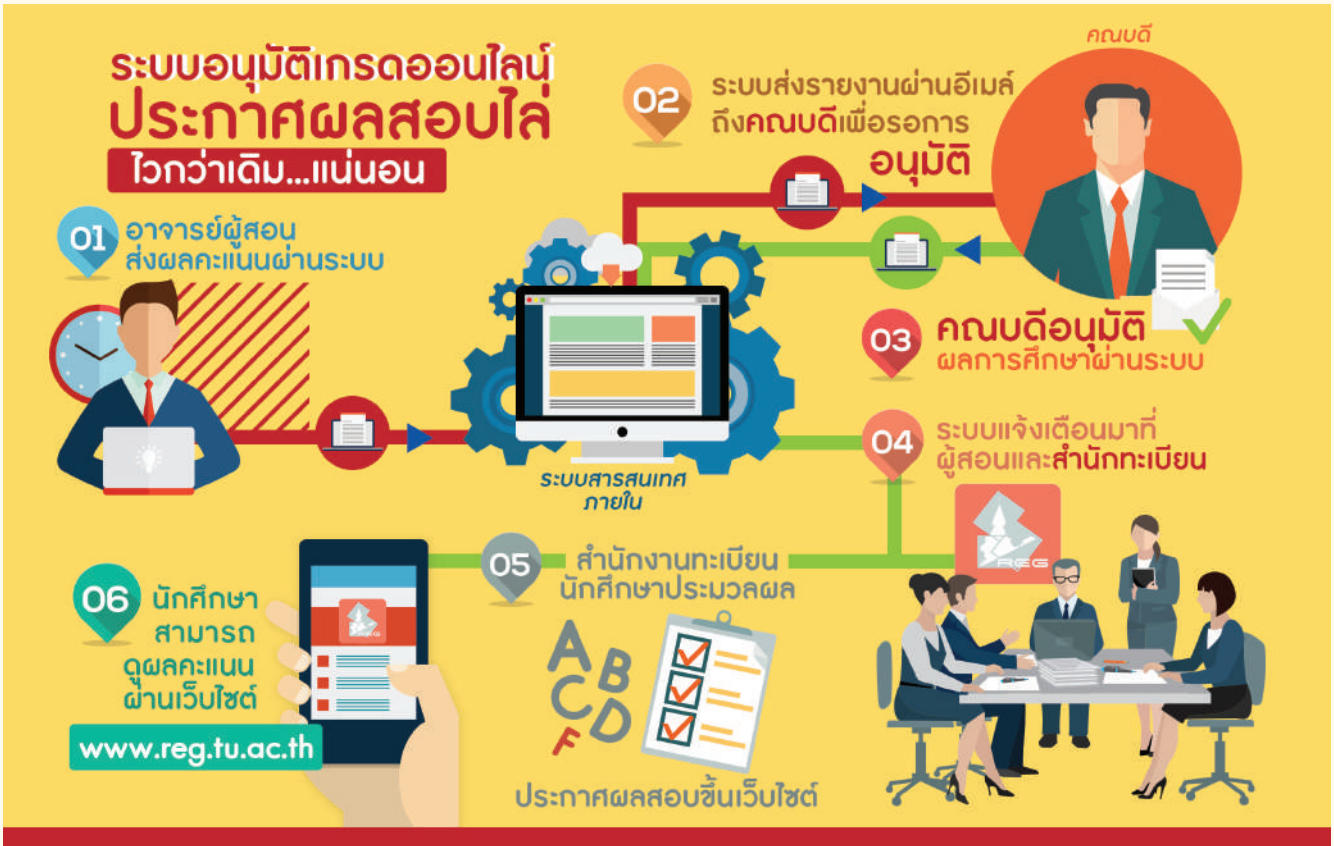 ระบบอนุมัติเกรดออนไลน์
ประกาศผลสอบไล่
ไวกว่าเดิม...แน่นอน
01 อาจารย์ผู้สอน
ส่งผลคะแนนผ่านระบบ
02 ระบบส่งรายงานผ่านอีเมล์
ถึงคณบดีเพื่อรอการ
อนุมัติ
คณบดี
03 คณบดีอนุมัติ
ผลการศึกษาผ่านระบบ
ระบบสารสนเทศ
ภายใน
04 ระบบแจ้งเตือนมาที่
ผู้สอนและสำนักทะเบียน
REG
05 สำนักงานทะเบียน
นักศึกษาประมวลผล
A B
C D
F
ประกาศผลสอบขึ้นเว็บไซต์
06 นักศึกษา
สามารถ
ดูผลคะแนน
ผ่านเว็บไซต์
www.reg.tu.ac.th